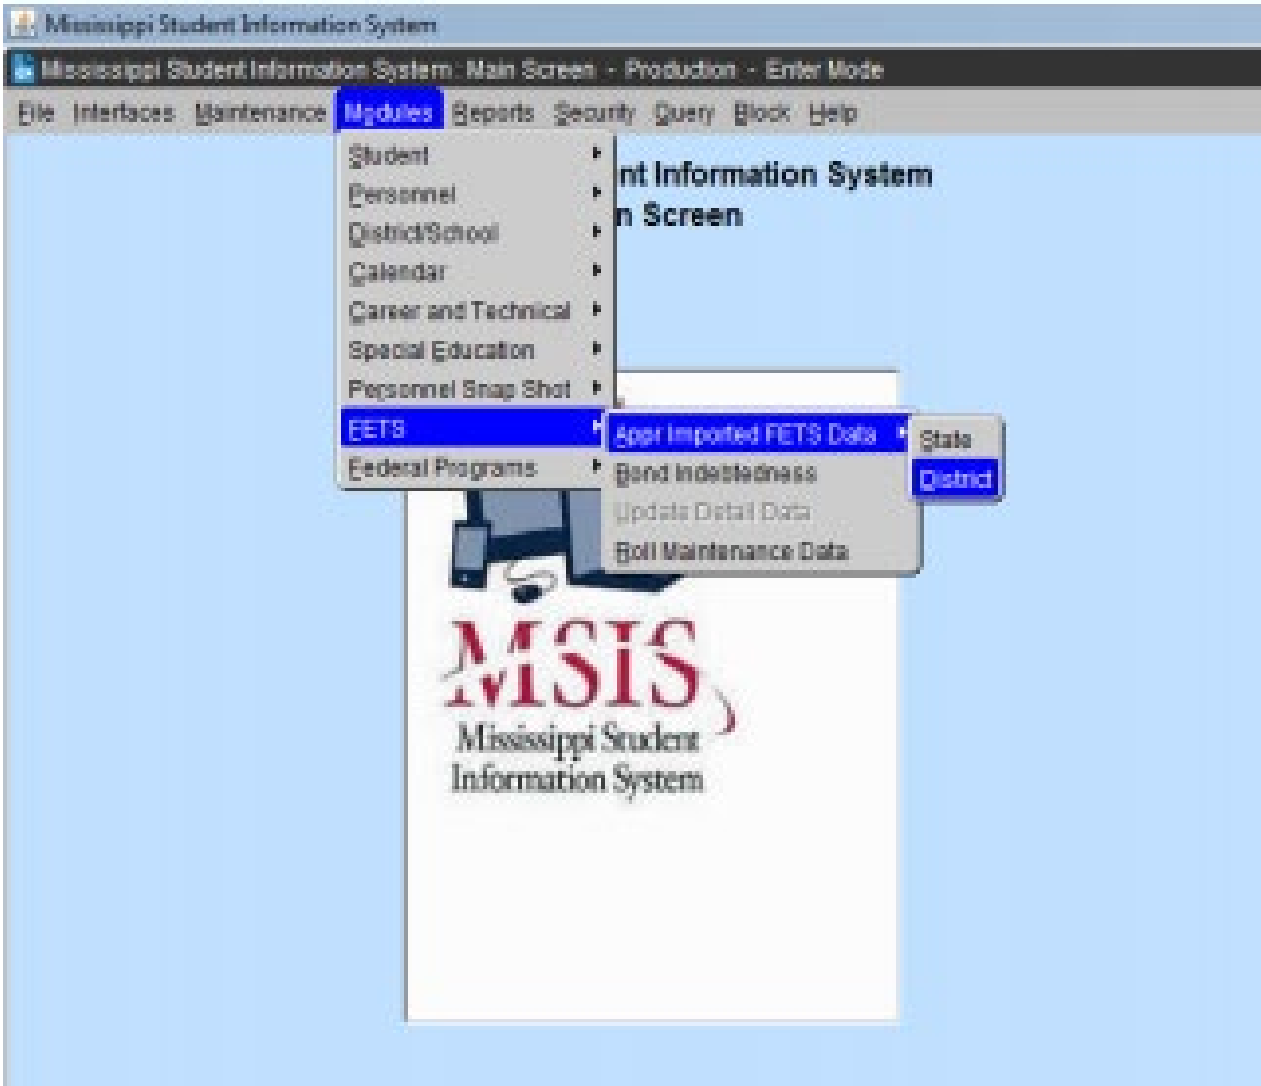 Mississippi Student Information System
Mississippi Student Information System: Main Screen - Production - Enter Mode
File Interfaces Maintenance Modules Reports Security Query Block Help
nt Information System
n Screen
Student
Personnel
District/School
Calendar
Career and Technical
Special Education
Personnel Snap Shot
FETS
Federal Programs
Appr Imported FETS Data
Bond Indebtedness
Update Detail Data
Roll Maintenance Data
State
District
MSIS
Mississippi Student
Information System